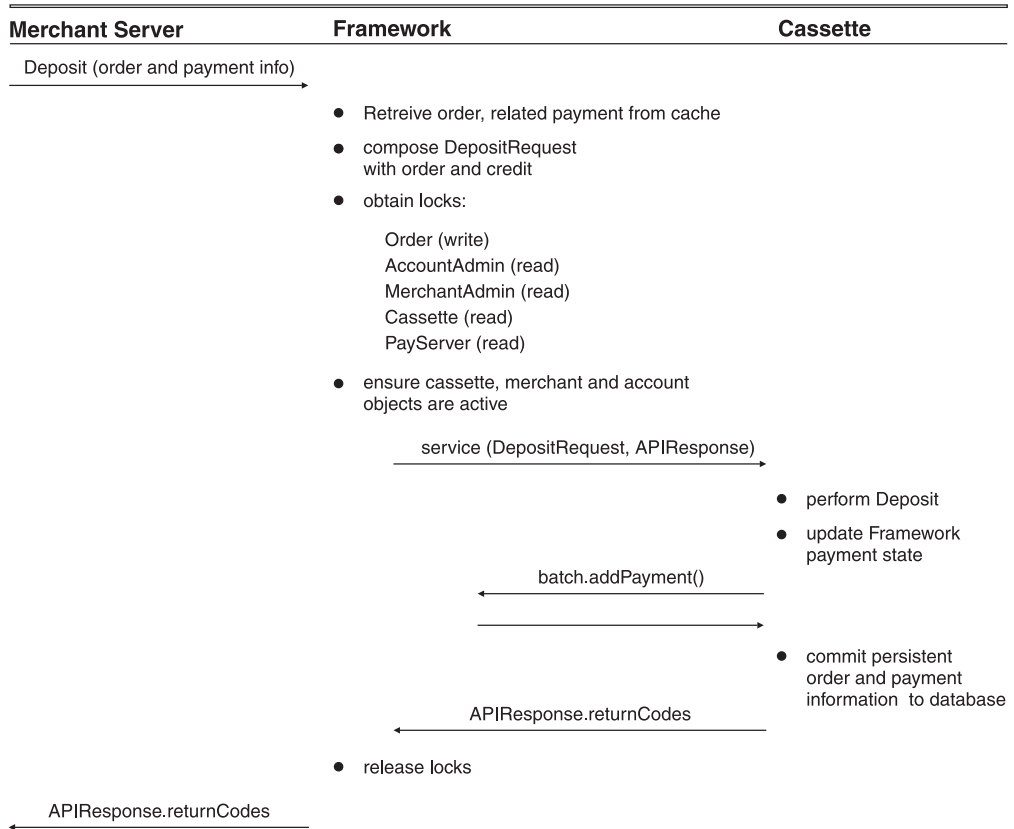 Merchant Server Framework Cassette
Deposit (order and payment info)
● Retreive order, related payment from cache
● compose DepositRequest
with order and credit
● obtain locks:
Order (write)
AccountAdmin (read)
MerchantAdmin (read)
Cassette (read)
PayServer (read)
● ensure cassette, merchant and account
objects are active
service (DepositRequest, APIResponse)
● perform Deposit
● update Framework
payment state
batch.addPayment()
● commit persistent
order and payment
information to database
APIResponse.returnCodes
● release locks
APIResponse.returnCodes